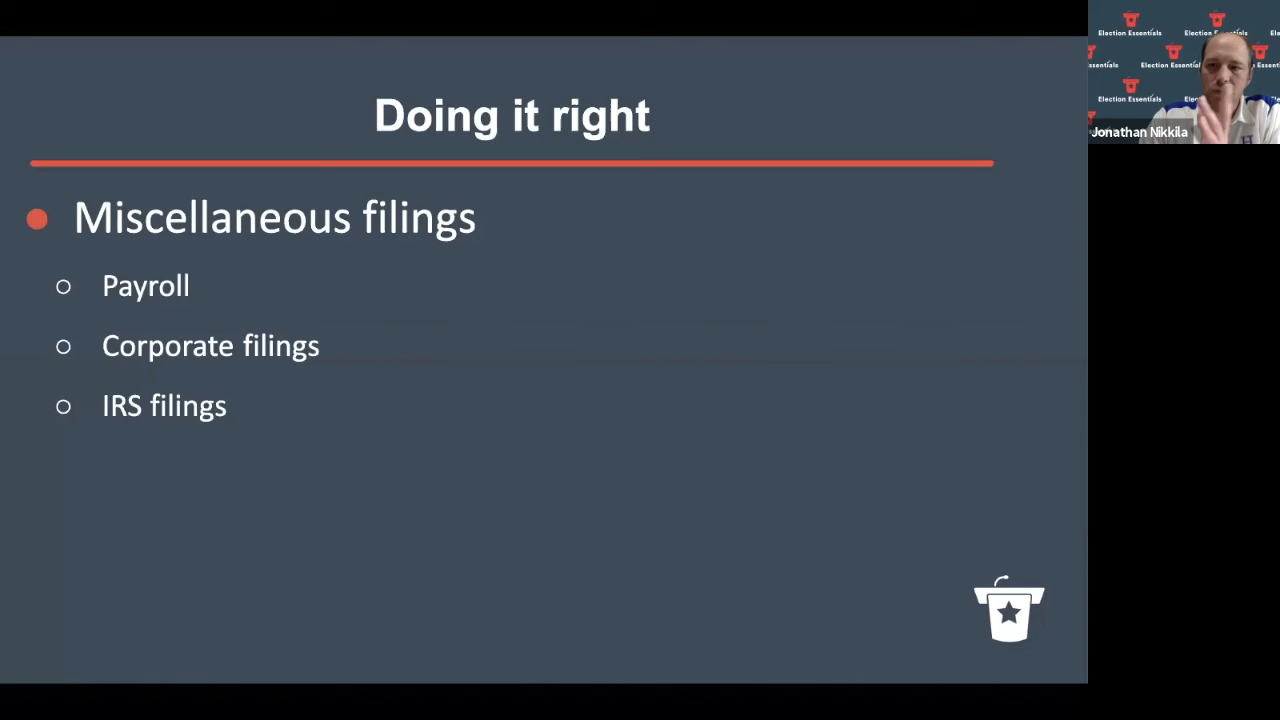 Doing it right
Miscellaneous filings
Payroll
Corporate filings
IRS filings
Election Essentials
Election Essentials
Election Essentials
Election Essentials
Jonathan Nikkila